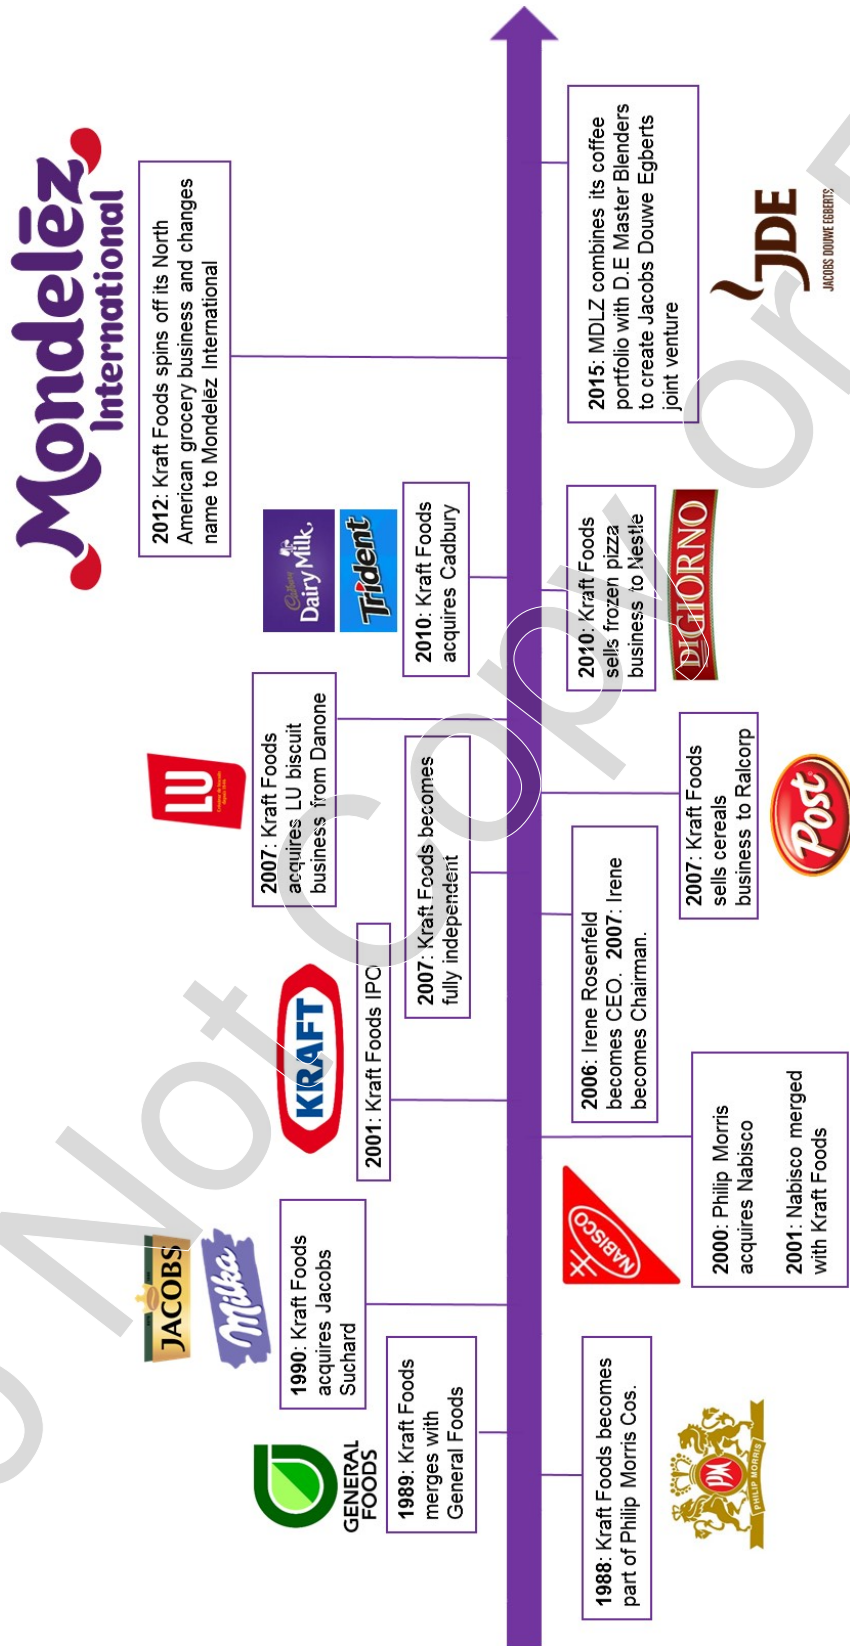 Mondelēz
International
2012: Kraft Foods spins off its North
American grocery business and changes
name to Mondelēz International
Cadbury
Dairy Milk
Trident
2010: Kraft Foods
acquires Cadbury
LU
2007: Kraft Foods
acquires LU biscuit
business from Danone
2007: Kraft Foods becomes
fully independent
KRAFT
2001: Kraft Foods IPO
JACOBS
Milka
1990: Kraft Foods
acquires Jacobs
Suchard
GENERAL
FOODS
1989: Kraft Foods
merges with
General Foods
1988: Kraft Foods becomes
part of Philip Morris Cos.
PM
PHILIP MORRIS
NABISCO
2000: Philip Morris
acquires Nabisco
2001: Nabisco merged
with Kraft Foods
2006: Irene Rosenfeld
becomes CEO. 2007: Irene
becomes Chairman.
2007: Kraft Foods
sells cereals
business to Ralcorp
Post
2010: Kraft Foods
sells frozen pizza
business to Nestle
DIGIORNO
2015: MDLZ combines its coffee
portfolio with D.E Master Blenders
to create Jacobs Douwe Egberts
joint venture
JDE
JACOBS DOUWE EGBERTS
Not Copy or